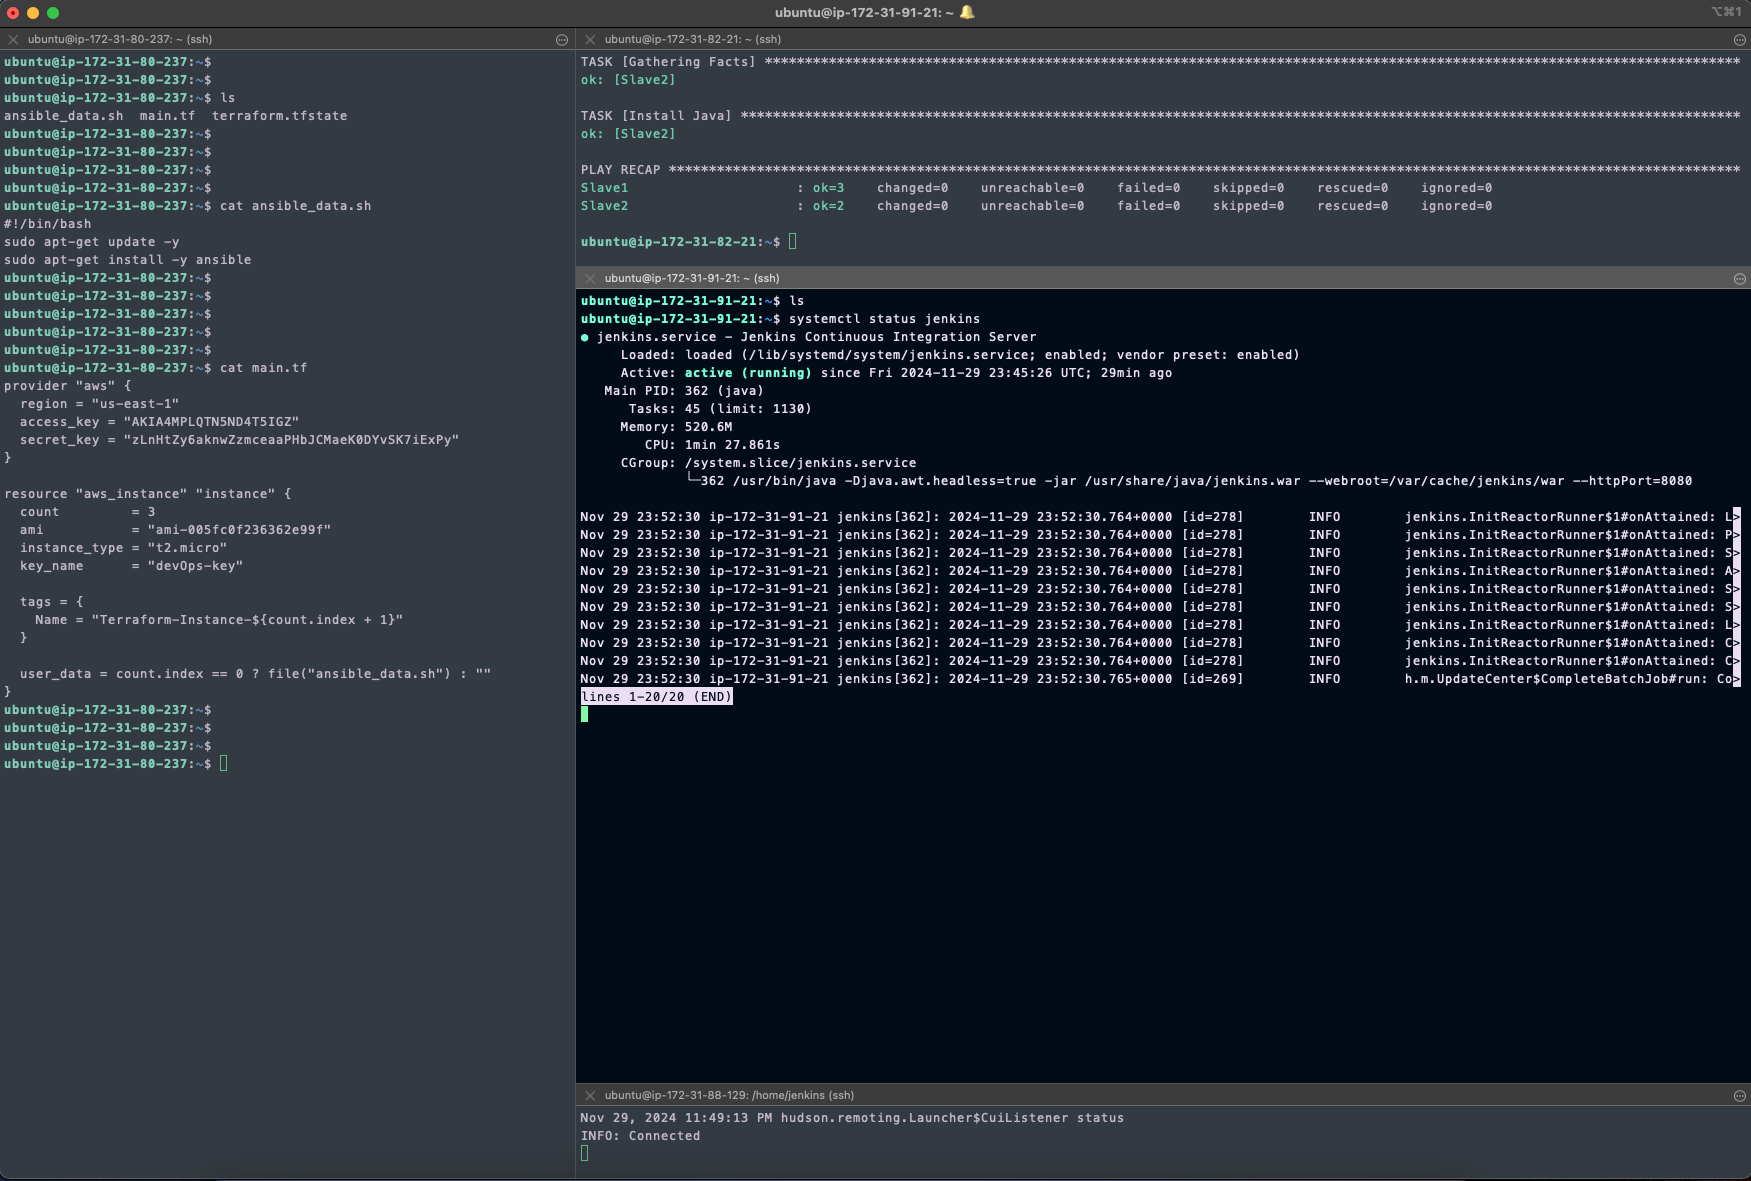 ubuntu@ip-172-31-91-21: ~ 🔔
⌥⌘1
ubuntu@ip-172-31-80-237: ~ (ssh)
ubuntu@ip-172-31-80-237:~$
ubuntu@ip-172-31-80-237:~$
ubuntu@ip-172-31-80-237:~$ ls
ansible_data.sh  main.tf  terraform.tfstate
ubuntu@ip-172-31-80-237:~$
ubuntu@ip-172-31-80-237:~$
ubuntu@ip-172-31-80-237:~$
ubuntu@ip-172-31-80-237:~$
ubuntu@ip-172-31-80-237:~$ cat ansible_data.sh
#!/bin/bash
sudo apt-get update -y
sudo apt-get install -y ansible
ubuntu@ip-172-31-80-237:~$
ubuntu@ip-172-31-80-237:~$
ubuntu@ip-172-31-80-237:~$
ubuntu@ip-172-31-80-237:~$
ubuntu@ip-172-31-80-237:~$
ubuntu@ip-172-31-80-237:~$ cat main.tf
provider "aws" {
  region = "us-east-1"
  access_key = "AKIA4MPLQTN5ND4T5IGZ"
  secret_key = "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"
}
resource "aws_instance" "instance" {
  count         = 3
  ami           = "ami-005fc0f236362e99f"
  instance_type = "t2.micro"
  key_name      = "devOps-key"
  tags = {
    Name = "Terraform-Instance-${count.index + 1}"
  }
  user_data = count.index == 0 ? file("ansible_data.sh") : ""
}
ubuntu@ip-172-31-80-237:~$
ubuntu@ip-172-31-80-237:~$
ubuntu@ip-172-31-80-237:~$
ubuntu@ip-172-31-80-237:~$
ubuntu@ip-172-31-82-21: ~ (ssh)
TASK [Gathering Facts] **************************************************************************************************************************
ok: [Slave2]
TASK [Install Java] *****************************************************************************************************************************
ok: [Slave2]
PLAY RECAP **************************************************************************************************************************************
Slave1                     : ok=3    changed=0    unreachable=0    failed=0    skipped=0    rescued=0    ignored=0
Slave2                     : ok=2    changed=0    unreachable=0    failed=0    skipped=0    rescued=0    ignored=0
ubuntu@ip-172-31-82-21:~$
ubuntu@ip-172-31-91-21: ~ (ssh)
ubuntu@ip-172-31-91-21:~$ ls
ubuntu@ip-172-31-91-21:~$ systemctl status jenkins
● jenkins.service - Jenkins Continuous Integration Server
     Loaded: loaded (/lib/systemd/system/jenkins.service; enabled; vendor preset: enabled)
     Active: active (running) since Fri 2024-11-29 23:45:26 UTC; 29min ago
   Main PID: 362 (java)
      Tasks: 45 (limit: 1130)
     Memory: 520.6M
        CPU: 1min 27.861s
     CGroup: /system.slice/jenkins.service
             └─362 /usr/bin/java -Djava.awt.headless=true -jar /usr/share/java/jenkins.war --webroot=/var/cache/jenkins/war --httpPort=8080
Nov 29 23:52:30 ip-172-31-91-21 jenkins[362]: 2024-11-29 23:52:30.764+0000 [id=278]        INFO        jenkins.InitReactorRunner$1#onAttained: L>
Nov 29 23:52:30 ip-172-31-91-21 jenkins[362]: 2024-11-29 23:52:30.764+0000 [id=278]        INFO        jenkins.InitReactorRunner$1#onAttained: P>
Nov 29 23:52:30 ip-172-31-91-21 jenkins[362]: 2024-11-29 23:52:30.764+0000 [id=278]        INFO        jenkins.InitReactorRunner$1#onAttained: S>
Nov 29 23:52:30 ip-172-31-91-21 jenkins[362]: 2024-11-29 23:52:30.764+0000 [id=278]        INFO        jenkins.InitReactorRunner$1#onAttained: A>
Nov 29 23:52:30 ip-172-31-91-21 jenkins[362]: 2024-11-29 23:52:30.764+0000 [id=278]        INFO        jenkins.InitReactorRunner$1#onAttained: S>
Nov 29 23:52:30 ip-172-31-91-21 jenkins[362]: 2024-11-29 23:52:30.764+0000 [id=278]        INFO        jenkins.InitReactorRunner$1#onAttained: S>
Nov 29 23:52:30 ip-172-31-91-21 jenkins[362]: 2024-11-29 23:52:30.764+0000 [id=278]        INFO        jenkins.InitReactorRunner$1#onAttained: L>
Nov 29 23:52:30 ip-172-31-91-21 jenkins[362]: 2024-11-29 23:52:30.764+0000 [id=278]        INFO        jenkins.InitReactorRunner$1#onAttained: C>
Nov 29 23:52:30 ip-172-31-91-21 jenkins[362]: 2024-11-29 23:52:30.764+0000 [id=278]        INFO        jenkins.InitReactorRunner$1#onAttained: C>
Nov 29 23:52:30 ip-172-31-91-21 jenkins[362]: 2024-11-29 23:52:30.765+0000 [id=269]        INFO        h.m.UpdateCenter$CompleteBatchJob#run: Co>
lines 1-20/20 (END)
ubuntu@ip-172-31-88-129: /home/jenkins (ssh)
Nov 29, 2024 11:49:13 PM hudson.remoting.Launcher$CuiListener status
INFO: Connected